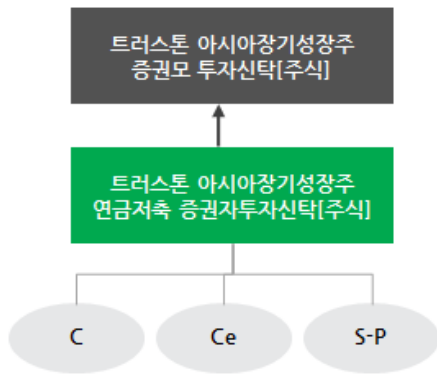 트러스톤 아시아장기성장주
증권모 투자신탁[주식]
트러스톤 아시아장기성장주
연금저축 증권자투자신탁[주식]
C
Ce
S-P